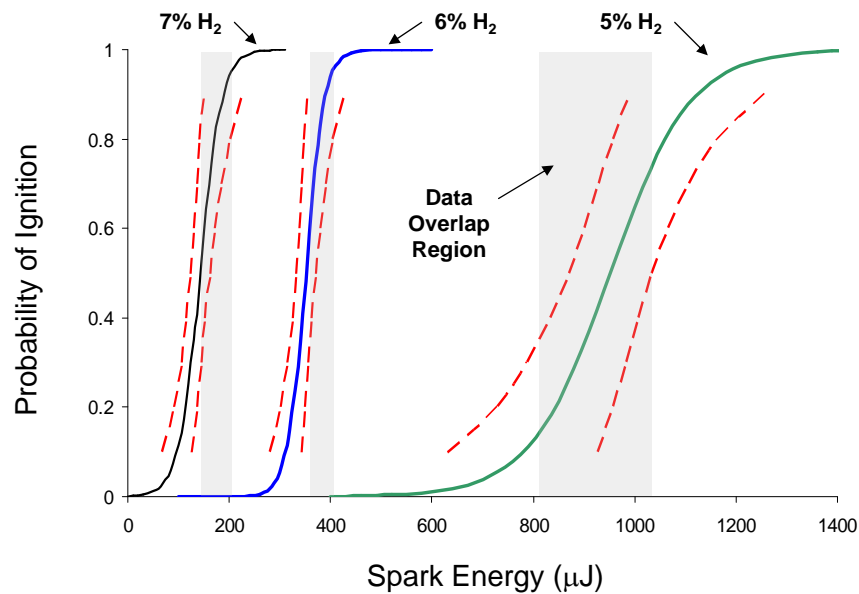 7% H2
6% H2
5% H2
1
0.8
0.6
0.4
0.2
0
Probability of Ignition
Data
Overlap
Region
0
200
400
600
800
1000
1200
1400
Spark Energy (μJ)